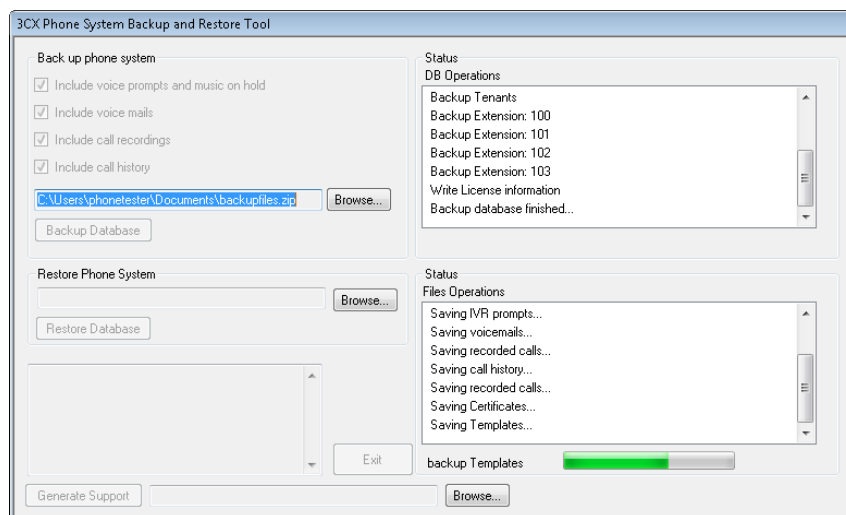 3CX Phone System Backup and Restore Tool
Back up phone system
Include voice prompts and music on hold
Include voice mails
Include call recordings
Include call history
C:\Users\phonetester\Documents\backupfiles.zip
Browse...
Backup Database
Status
DB Operations
Backup Tenants
Backup Extension: 100
Backup Extension: 101
Backup Extension: 102
Backup Extension: 103
Write License information
Backup database finished...
Restore Phone System
Browse...
Restore Database
Status
Files Operations
Saving IVR prompts...
Saving voicemails...
Saving recorded calls...
Saving call history...
Saving recorded calls...
Saving Certificates...
Saving Templates...
Exit
backup Templates
Generate Support
Browse...